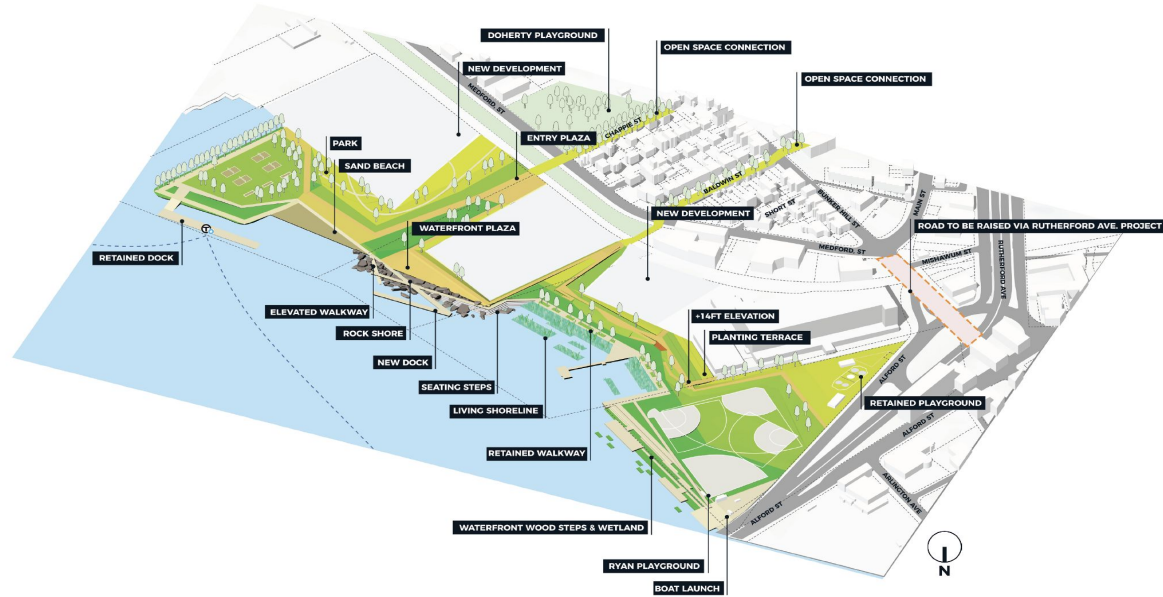 DOHERTY PLAYGROUND
OPEN SPACE CONNECTION
NEW DEVELOPMENT
OPEN SPACE CONNECTION
MEDFORD. ST
CHAPPIE ST
PARK
ENTRY PLAZA
SAND BEACH
BALDWIN ST
NEW DEVELOPMENT
SHORT ST
BUNKER HILL ST
MAIN ST
WATERFRONT PLAZA
ROAD TO BE RAISED VIA RUTHERFORD AVE. PROJECT
MEDFORD. ST
MISHAWUM ST
RUTHERFORD AVE
T
RETAINED DOCK
ELEVATED WALKWAY
ROCK SHORE
+14FT ELEVATION
PLANTING TERRACE
NEW DOCK
ALFORD ST
SEATING STEPS
RETAINED PLAYGROUND
LIVING SHORELINE
ALFORD ST
RETAINED WALKWAY
ARLINGTON AVE
ALFORD ST
WATERFRONT WOOD STEPS & WETLAND
RYAN PLAYGROUND
BOAT LAUNCH
N